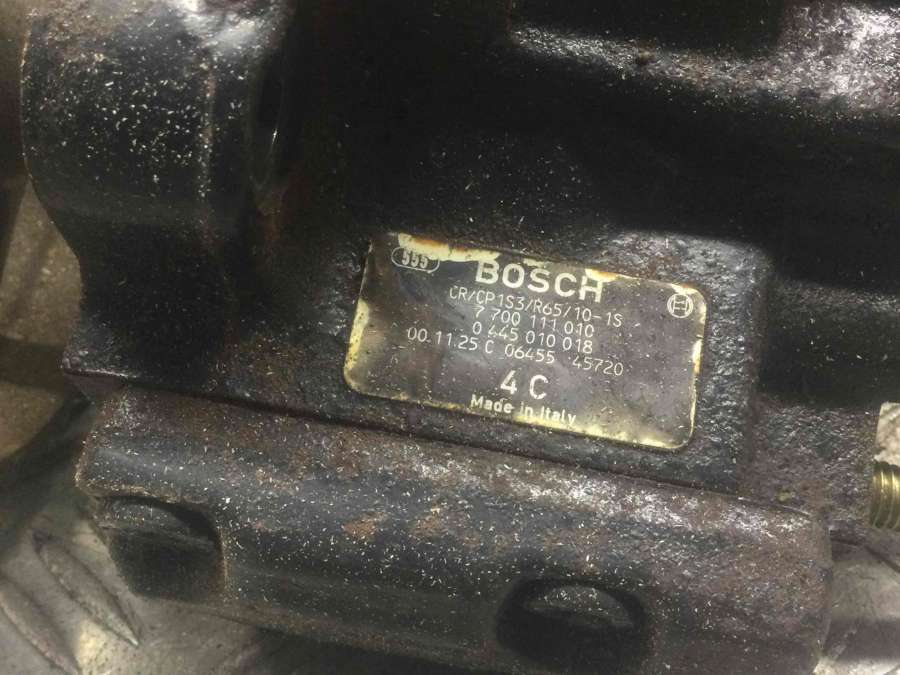 555
BOSCH
CR/CP1S3/R65/10-1S
7 700 111 010
0 445 010 018
00.11.25 C 06455 45720
4 C
Made in Italy